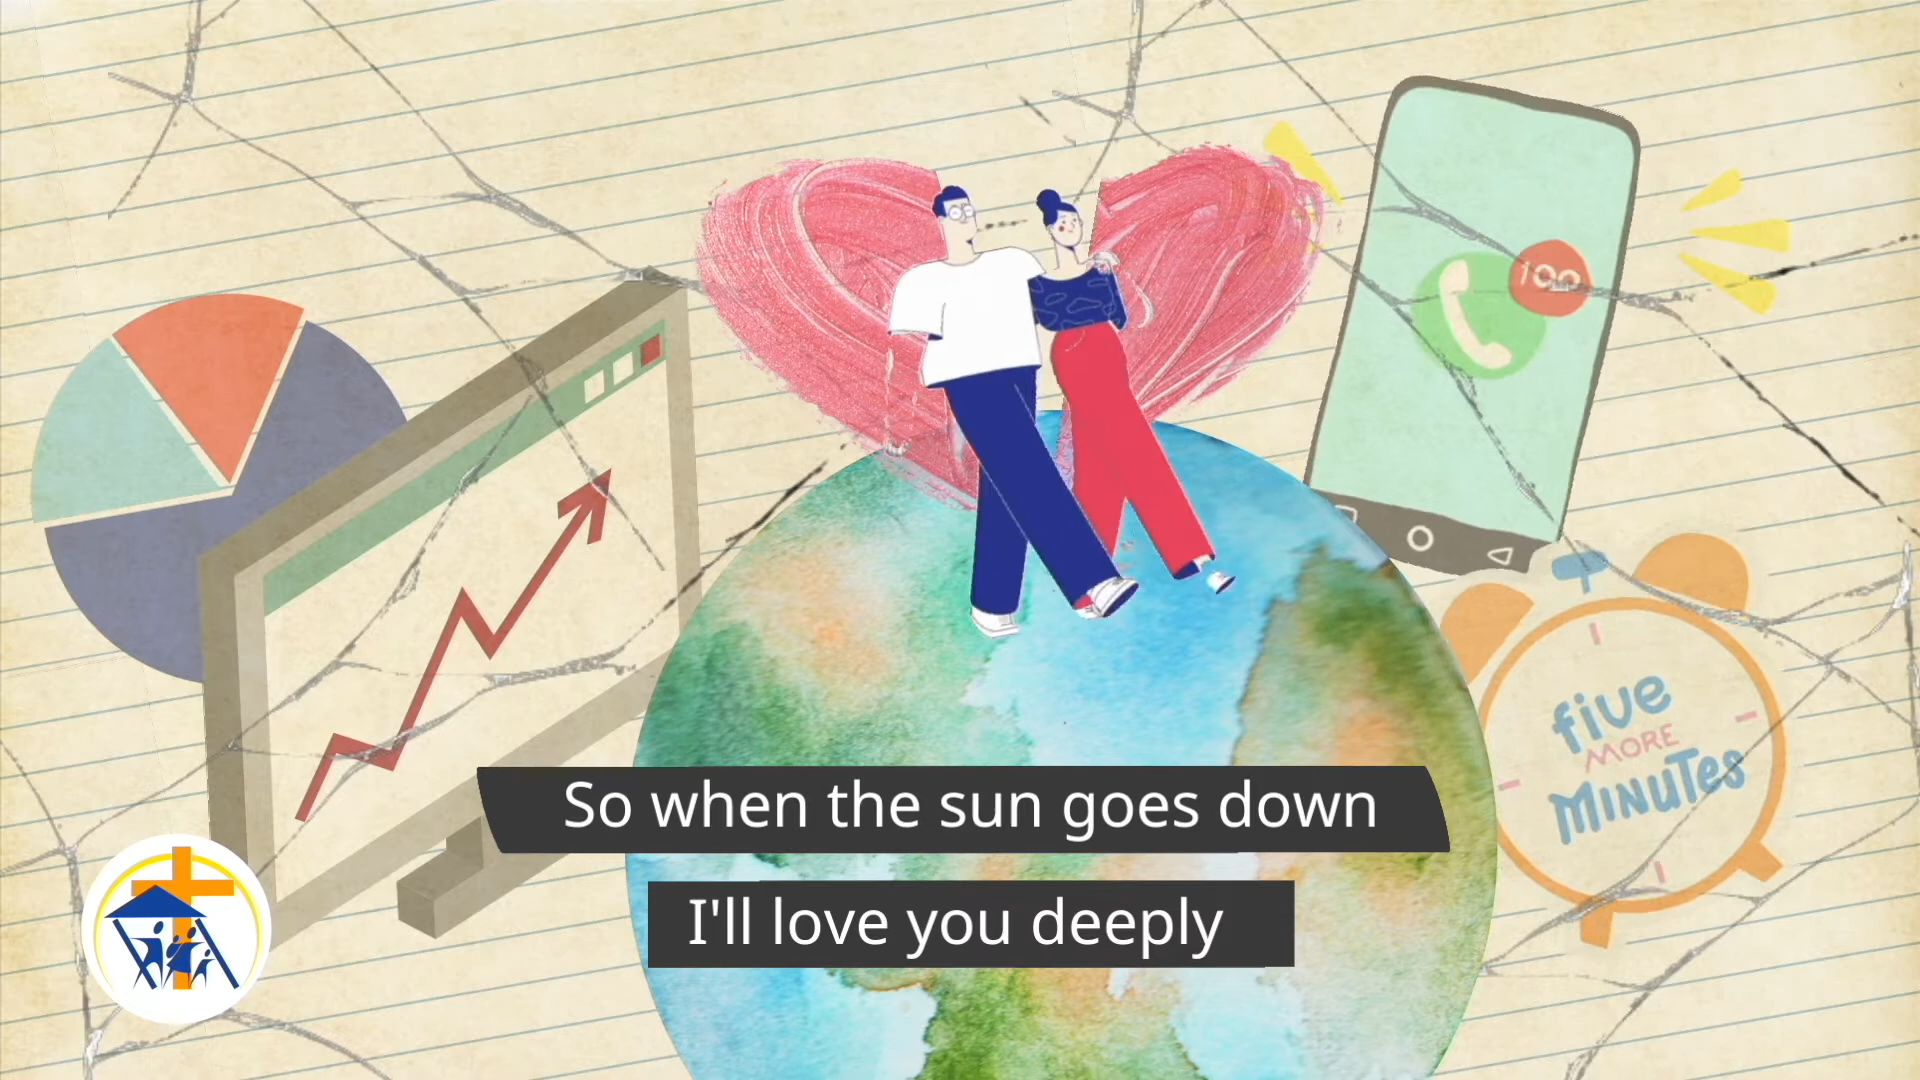 100
five
MORE
MINUTES
So when the sun goes down
I'll love you deeply